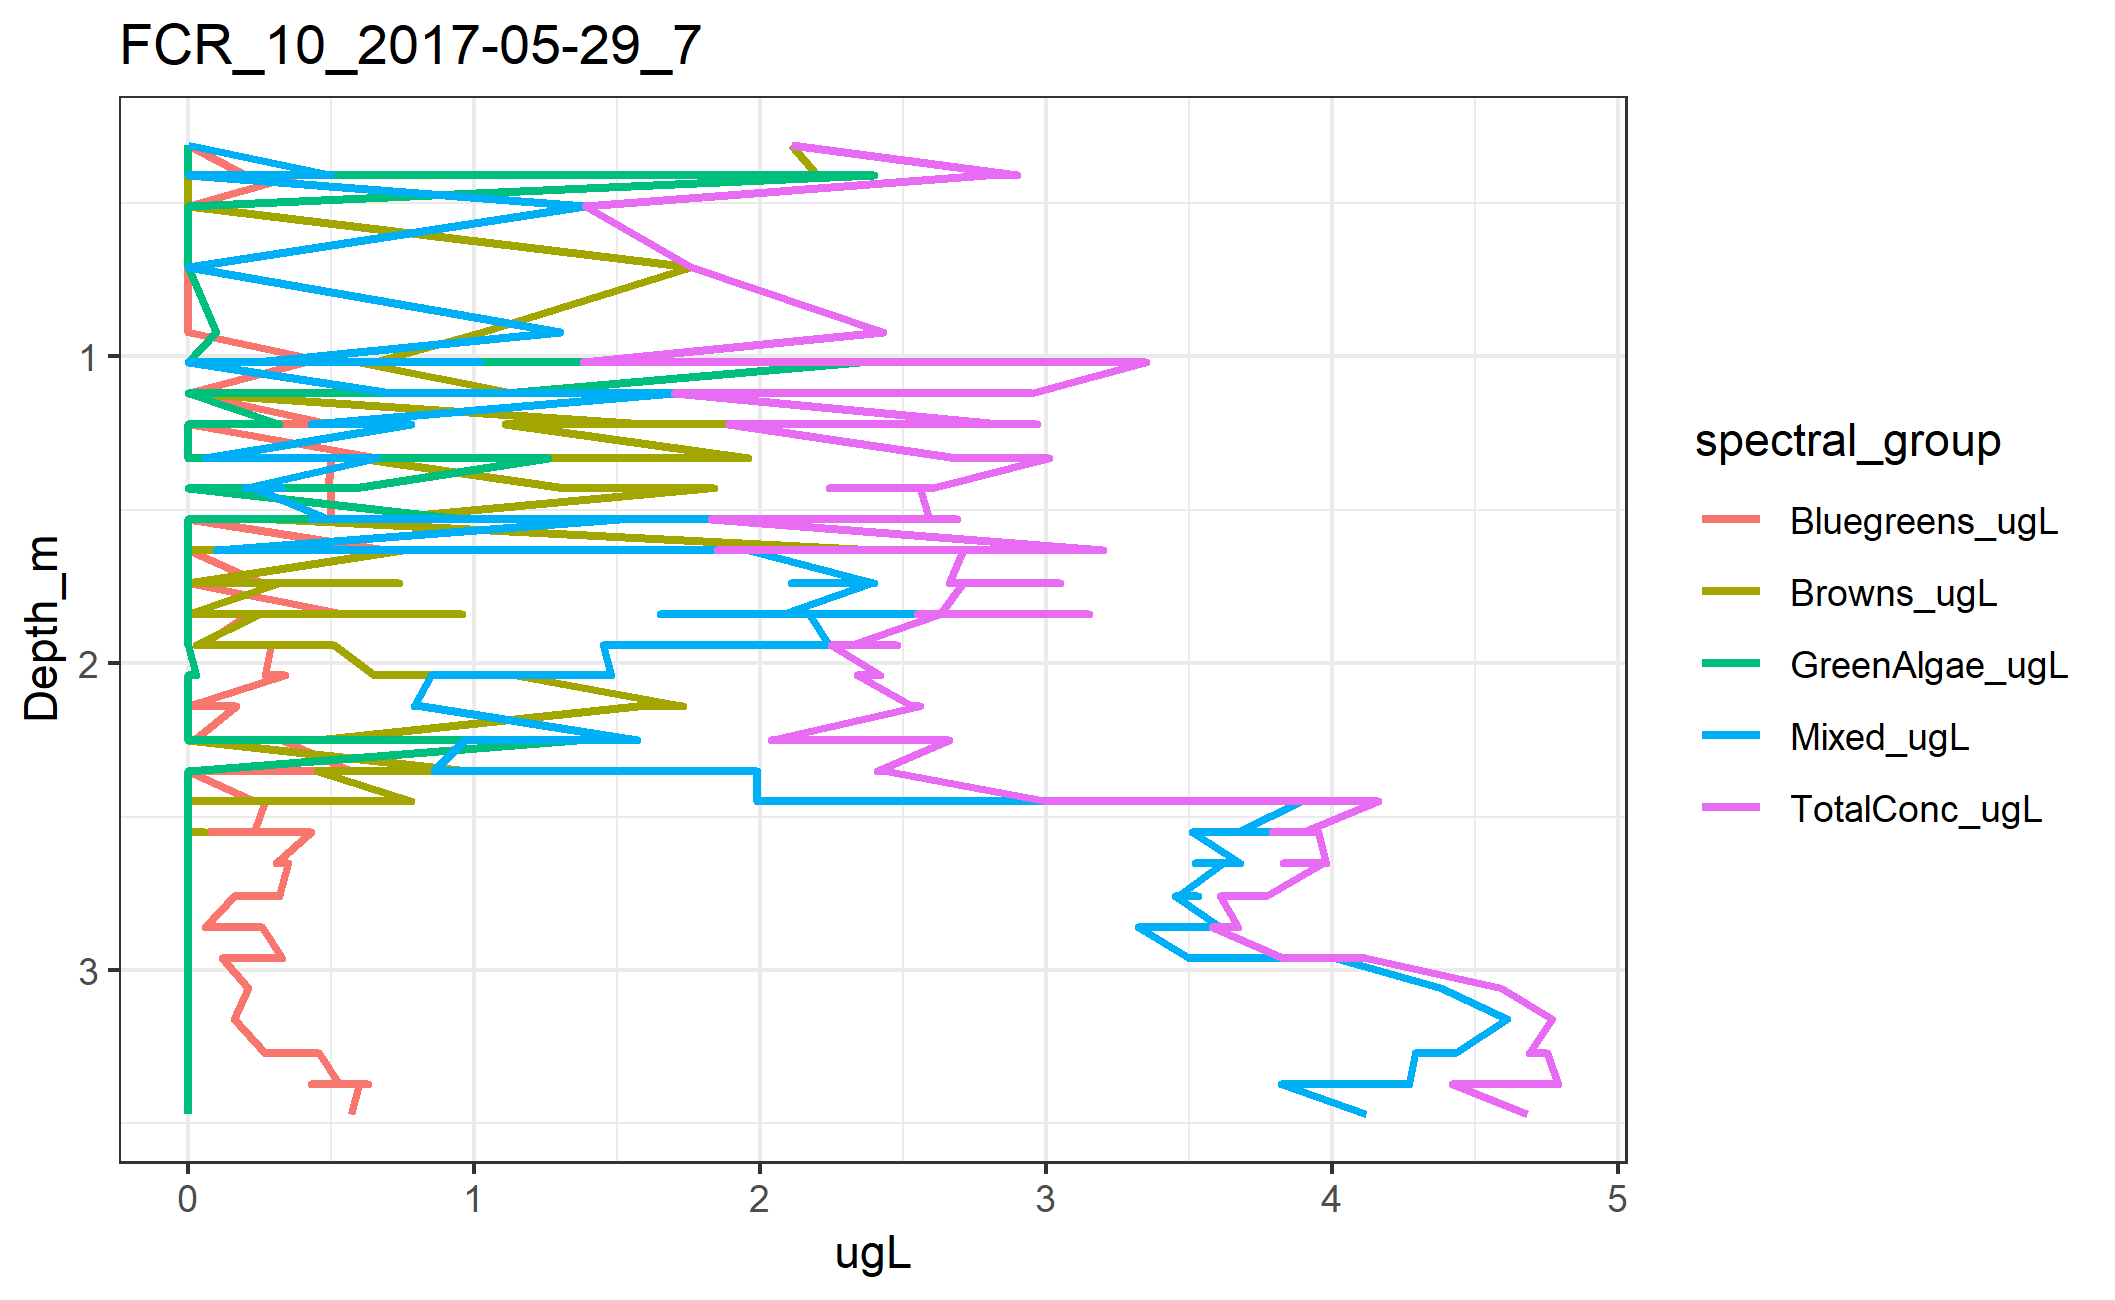 FCR_10_2017-05-29_7
Depth_m
1
2
3
0 1 2 3 4 5
ugL
spectral_group
Bluegreens_ugL
Browns_ugL
GreenAlgae_ugL
Mixed_ugL
TotalConc_ugL